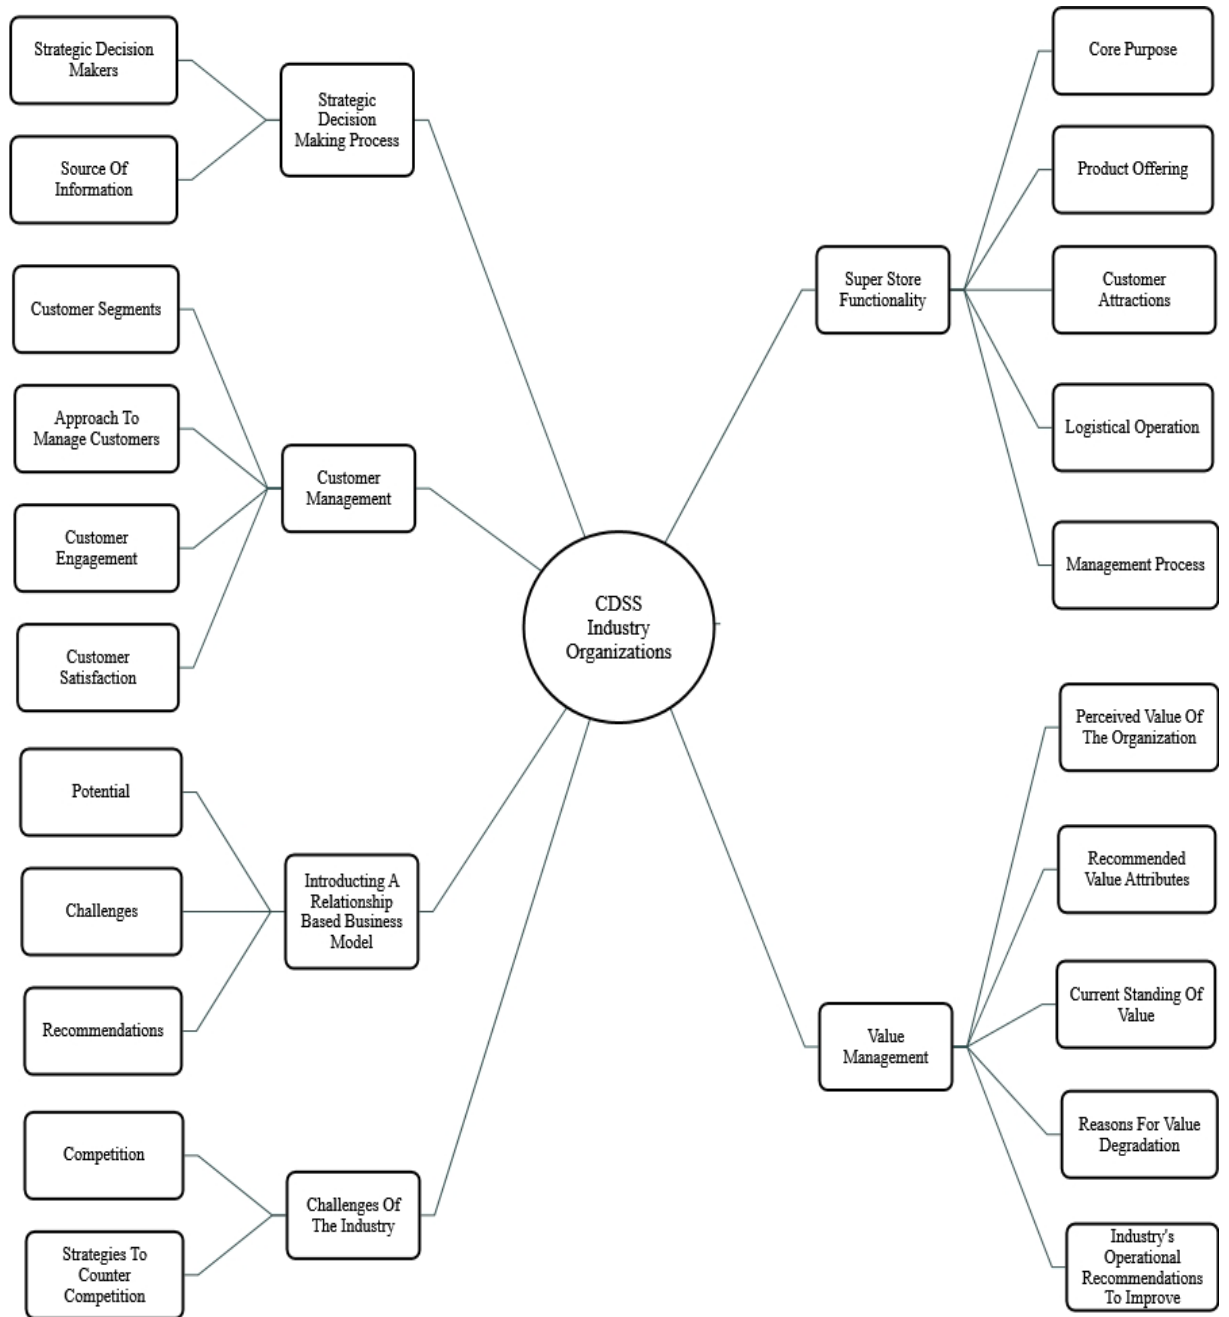 Strategic Decision
Makers
Source Of
Information
Strategic
Decision
Making Process
Customer Segments
Approach To
Manage Customers
Customer
Engagement
Customer
Satisfaction
Customer
Management
Potential
Challenges
Recommendations
Introducting A
Relationship
Based Business
Model
Competition
Strategies To
Counter
Competition
Challenges Of
The Industry
CDSS
Industry
Organizations
Super Store
Functionality
Core Purpose
Product Offering
Customer
Attractions
Logistical Operation
Management Process
Value
Management
Perceived Value Of
The Organization
Recommended
Value Attributes
Current Standing Of
Value
Reasons For Value
Degradation
Industry's
Operational
Recommendations
To Improve